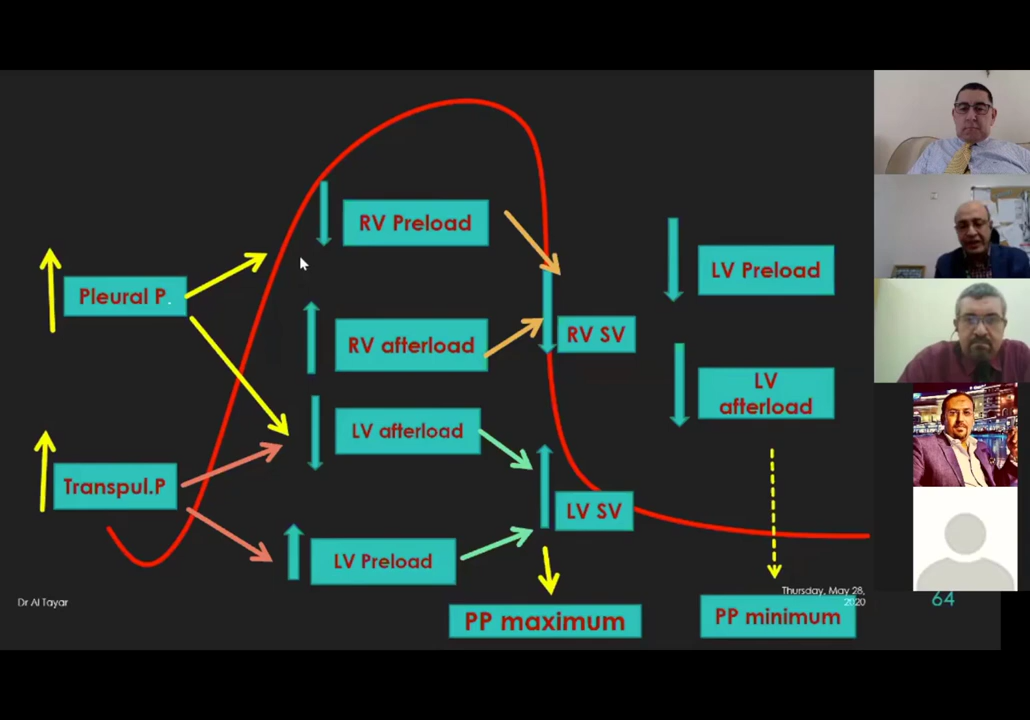 RV Preload
Pleural P.
RV afterload
LV afterload
Transpul.P
LV Preload
RV SV
LV SV
PP maximum
LV Preload
LV
afterload
PP minimum
Dr Al Tayar
Thursday, May 28,
2020
64